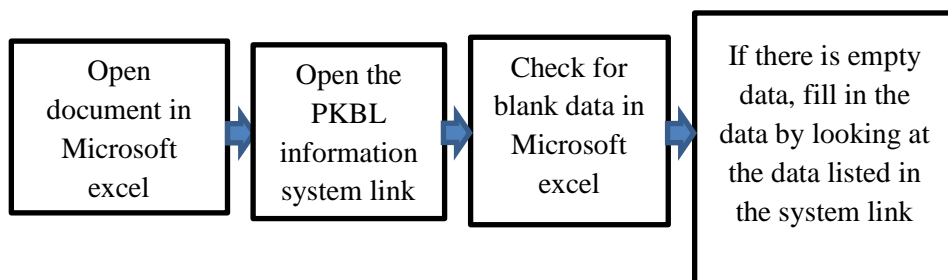 Open
document in
Microsoft
excel
Open the
PKBL
information
system link
Check for
blank data in
Microsoft
excel
If there is empty
data, fill in the
data by looking at
the data listed in
the system link